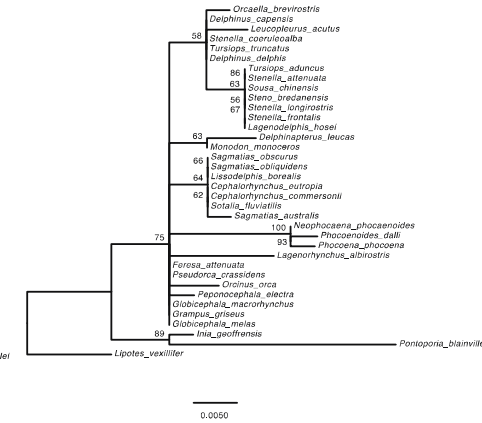 Orcaella_brevirostris
Delphinus_capensis
Leucopleurus_acutus
58
Stenella_coeruleoalba
Tursiops_truncatus
Delphinus_delphis
Tursiops_aduncus
86
Stenella_attenuata
63
Sousa_chinensis
Steno_bredanensis
56
Stenella_longirostris
67
Stenella_frontalis
Lagenodelphis_hosei
63
Delphinapterus_leucas
Monodon_monoceros
Sagmatias_obscurus
66
Sagmatias_obliquidens
Lissodelphis_borealis
64
Cephalorhynchus_eutropia
62
Cephalorhynchus_commersonii
Sotalia_fluviatilis
Sagmatias_australis
100
Neophocaena_phocaenoides
Phocoenoides_dalli
75
93
Phocoena_phocoena
Lagenorhynchus_albirostris
Feresa_attenuata
Pseudorca_crassidens
Orcinus_orca
Peponocephala_electra
Globicephala_macrorhynchus
Grampus_griseus
Globicephala_melas
89
Inia_geoffrensis
Pontoporia_blainville
lei
Lipotes_vexillifer
0.0050